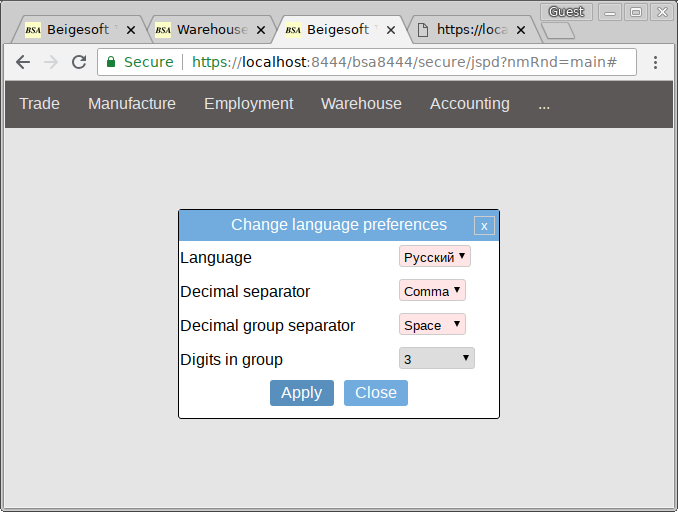 Guest
BSA Beigesoft
BSA Warehouse
BSA Beigesoft
https://loca
Secure https://localhost:8444/bsa8444/secure/jspd?nmRnd=main#
Trade Manufacture Employment Warehouse Accounting ...
Change language preferences x
Language Русский
Decimal separator Comma
Decimal group separator Space
Digits in group 3
Apply Close